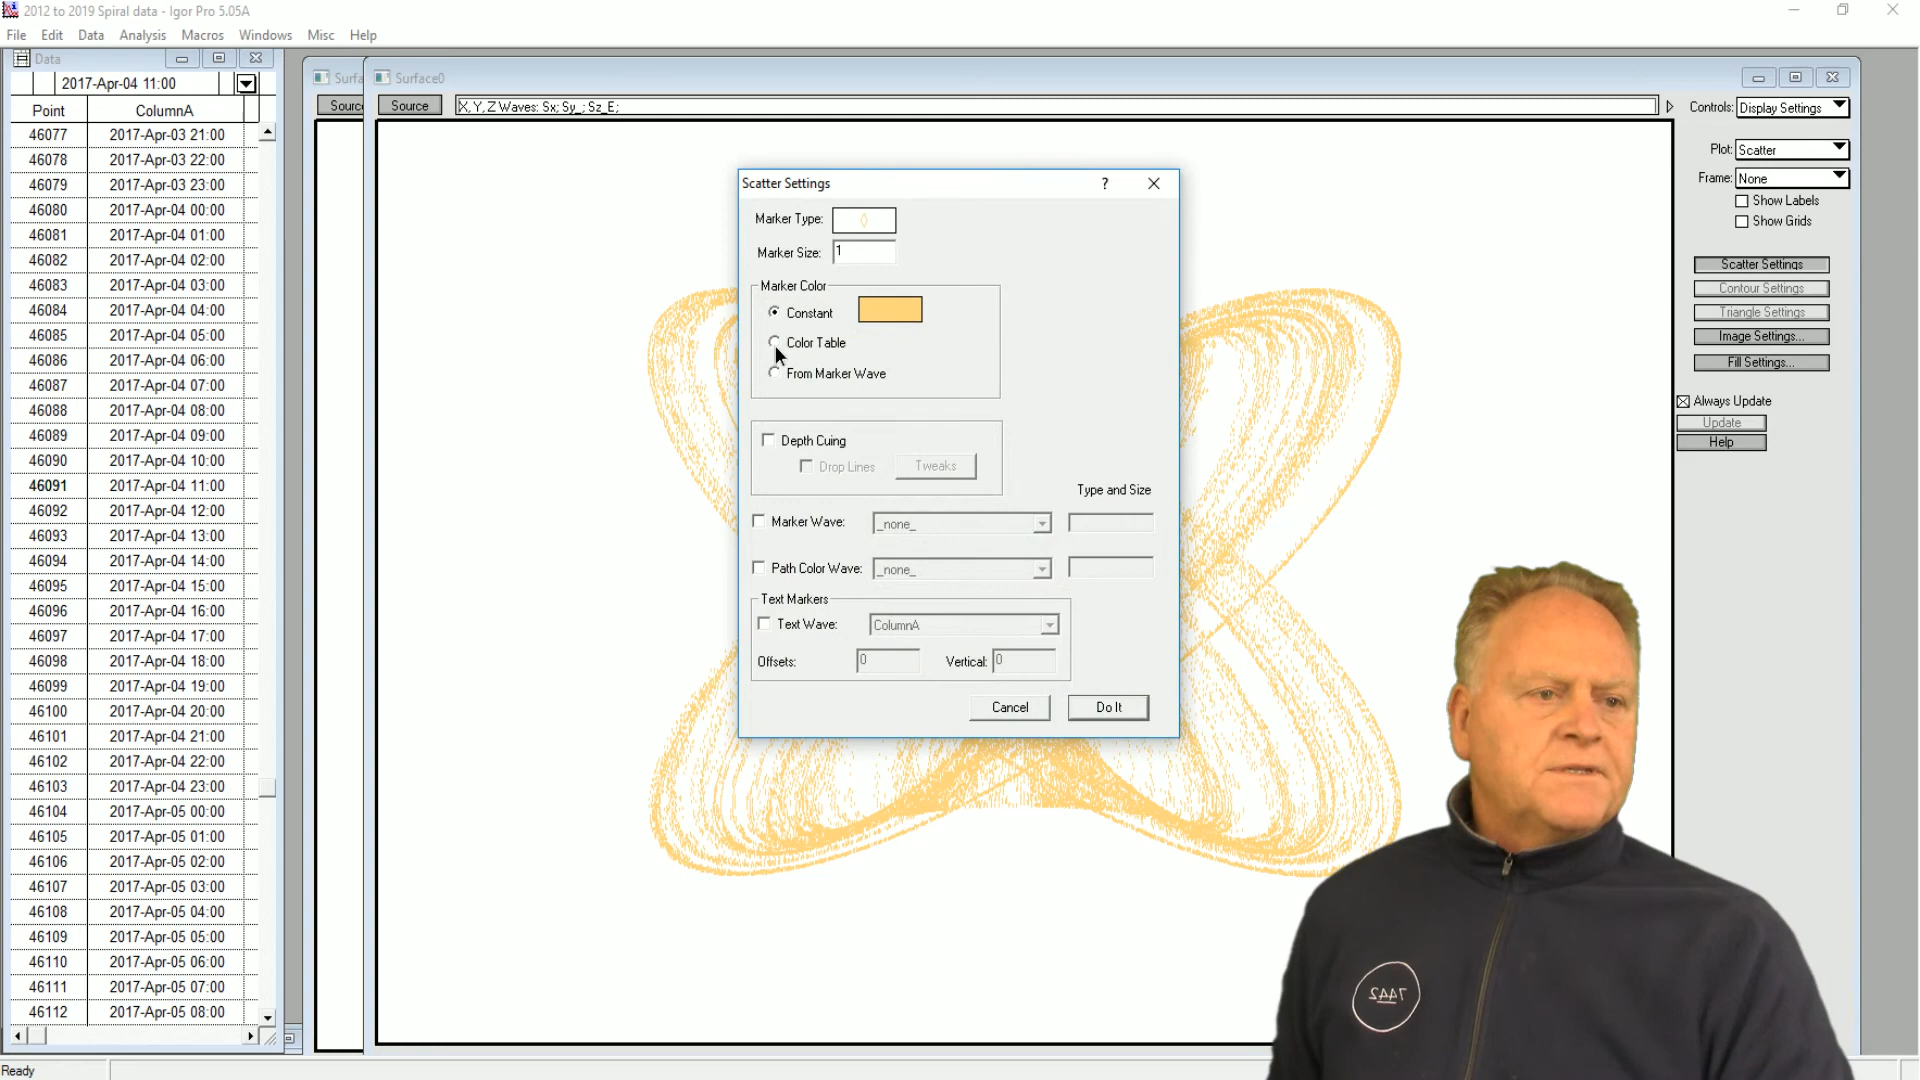 2012 to 2019 Spiral data - Igor Pro 5.05A
File Edit Data Analysis Macros Windows Misc Help
Data
2017-Apr-04 11:00
Point ColumnA
46077 2017-Apr-03 21:00
46078 2017-Apr-03 22:00
46079 2017-Apr-03 23:00
46080 2017-Apr-04 00:00
46081 2017-Apr-04 01:00
46082 2017-Apr-04 02:00
46083 2017-Apr-04 03:00
46084 2017-Apr-04 04:00
46085 2017-Apr-04 05:00
46086 2017-Apr-04 06:00
46087 2017-Apr-04 07:00
46088 2017-Apr-04 08:00
46089 2017-Apr-04 09:00
46090 2017-Apr-04 10:00
46091 2017-Apr-04 11:00
46092 2017-Apr-04 12:00
46093 2017-Apr-04 13:00
46094 2017-Apr-04 14:00
46095 2017-Apr-04 15:00
46096 2017-Apr-04 16:00
46097 2017-Apr-04 17:00
46098 2017-Apr-04 18:00
46099 2017-Apr-04 19:00
46100 2017-Apr-04 20:00
46101 2017-Apr-04 21:00
46102 2017-Apr-04 22:00
46103 2017-Apr-04 23:00
46104 2017-Apr-05 00:00
46105 2017-Apr-05 01:00
46106 2017-Apr-05 02:00
46107 2017-Apr-05 03:00
46108 2017-Apr-05 04:00
46109 2017-Apr-05 05:00
46110 2017-Apr-05 06:00
46111 2017-Apr-05 07:00
46112 2017-Apr-05 08:00
Ready
Surfa
Sourc
Surface0
Source X, Y, Z Waves: Sx; Sy_; Sz_E;
Controls: Display Settings
Plot: Scatter
Frame: None
Show Labels
Show Grids
Scatter Settings
Contour Settings
Triangle Settings
Image Settings...
Fill Settings...
Always Update
Update
Help
Scatter Settings ?
Marker Type:
Marker Size: 1
Marker Color
Constant
Color Table
From Marker Wave
Depth Cuing
Drop Lines Tweaks
Type and Size
Marker Wave: _none_
Path Color Wave: _none_
Text Markers
Text Wave: ColumnA
Offsets: 0 Vertical: 0
Cancel Do It